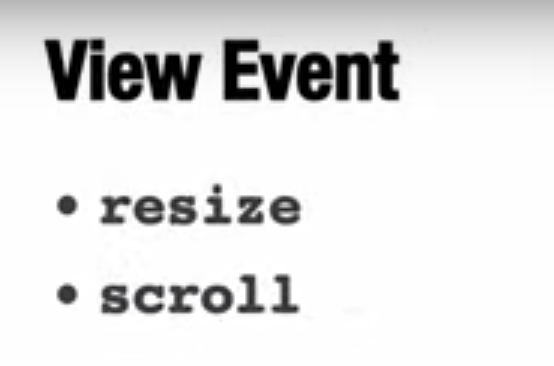 View Event
• resize
• scroll